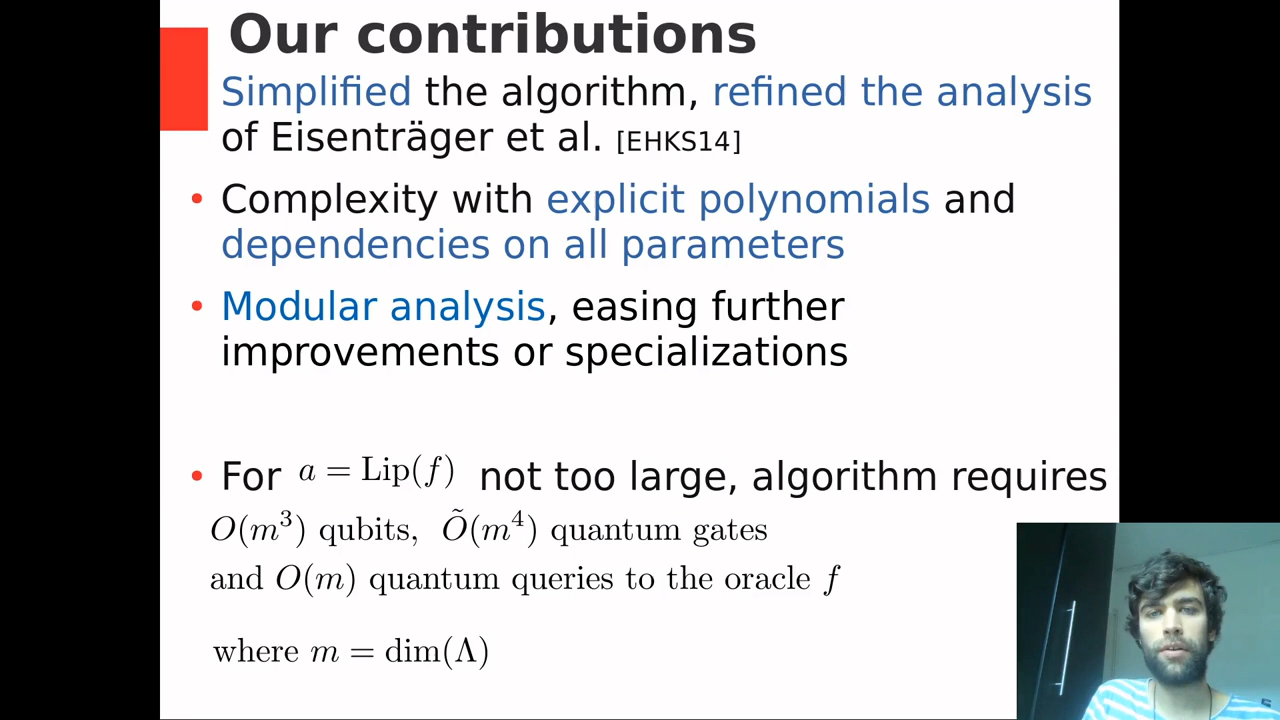 Our contributions
Simplified the algorithm, refined the analysis
of Eisenträger et al. [EHKS14]
• Complexity with explicit polynomials and
dependencies on all parameters
• Modular analysis, easing further
improvements or specializations
• For a = Lip(f) not too large, algorithm requires
O(m³) qubits, Õ(m⁴) quantum gates
and O(m) quantum queries to the oracle f
where m = dim(Λ)